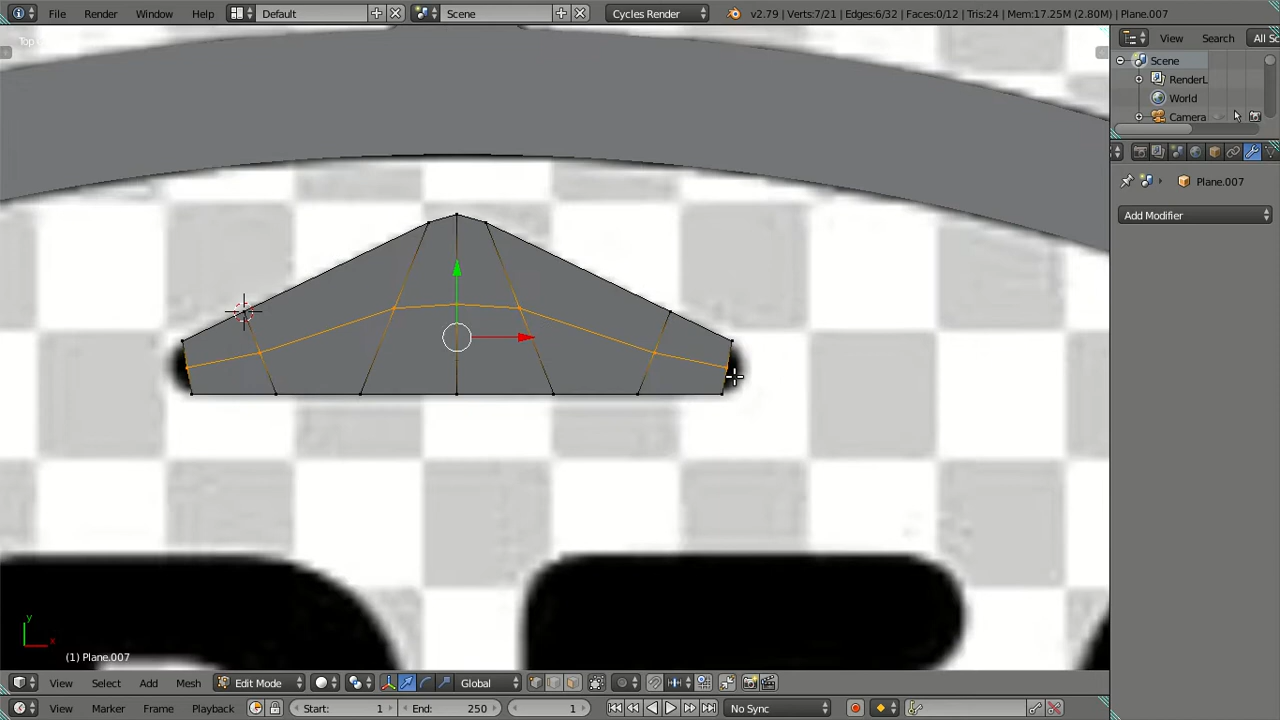 File Render Window Help Default Scene Cycles Render v2.79 | Verts:7/21 | Edges:6/32 | Faces:0/12 | Tris:24 | Mem:17.25M (2.80M) | Plane.007
Top
View Search All Sc
Scene
RenderL
World
Camera
Plane.007
Add Modifier
y
x
(1) Plane.007
View Select Add Mesh Edit Mode Global
View Marker Frame Playback Start: 1 End: 250 1 No Sync